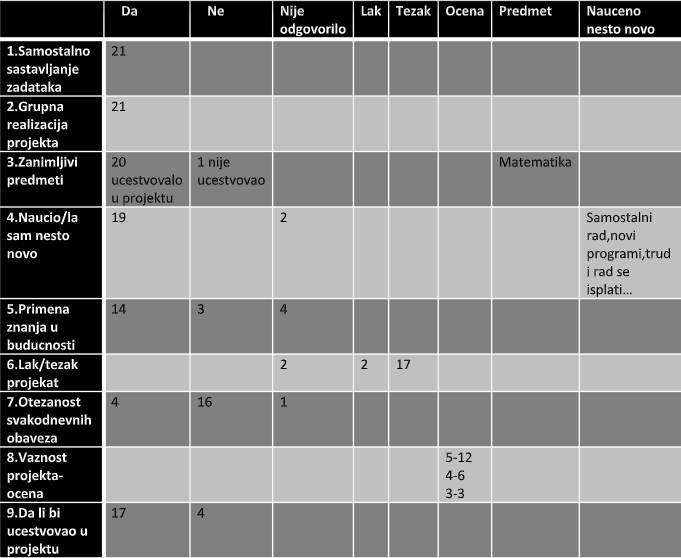 Da Ne Nije odgovorilo Lak Tezak Ocena Predmet Nauceno nesto novo
1.Samostalno sastavljanje zadataka 21
2.Grupna realizacija projekta 21
3.Zanimljivi predmeti 20 ucestvovalo u projektu 1 nije ucestvovao Matematika
4.Naucio/la sam nesto novo 19 2 Samostalni rad,novi programi,trud i rad se isplati...
5.Primena znanja u buducnosti 14 3 4
6.Lak/tezak projekat 2 2 17
7.Otezanost svakodnevnih obaveza 4 16 1
8.Vaznost projekta-ocena 5-12 4-6 3-3
9.Da li bi ucestvovao u projektu 17 4